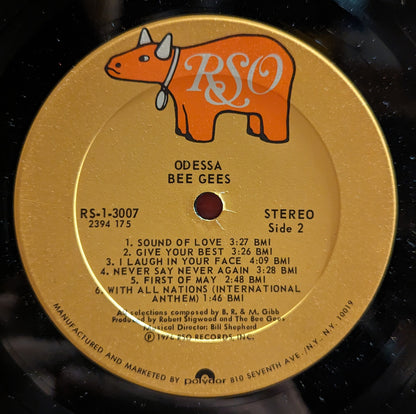 RSO
ODESSA
BEE GEES
RS-1-3007
2394 175
STEREO
Side 2
1. SOUND OF LOVE 3:27 BMI
2. GIVE YOUR BEST 3:26 BMI
3. I LAUGH IN YOUR FACE 4:09 BMI
4. NEVER SAY NEVER AGAIN 3:28 BMI
5. FIRST OF MAY 2:48 BMI
6. WITH ALL NATIONS (INTERNATIONAL
ANTHEM) 1:46 BMI
All selections composed by B. R. & M. Gibb
Produced by Robert Stigwood and The Bee Gees
Musical Director: Bill Shepherd
© 1976 RSO RECORDS, INC.
MANUFACTURED AND MARKETED BY polydor 810 SEVENTH AVE./N.Y., N.Y. 10019